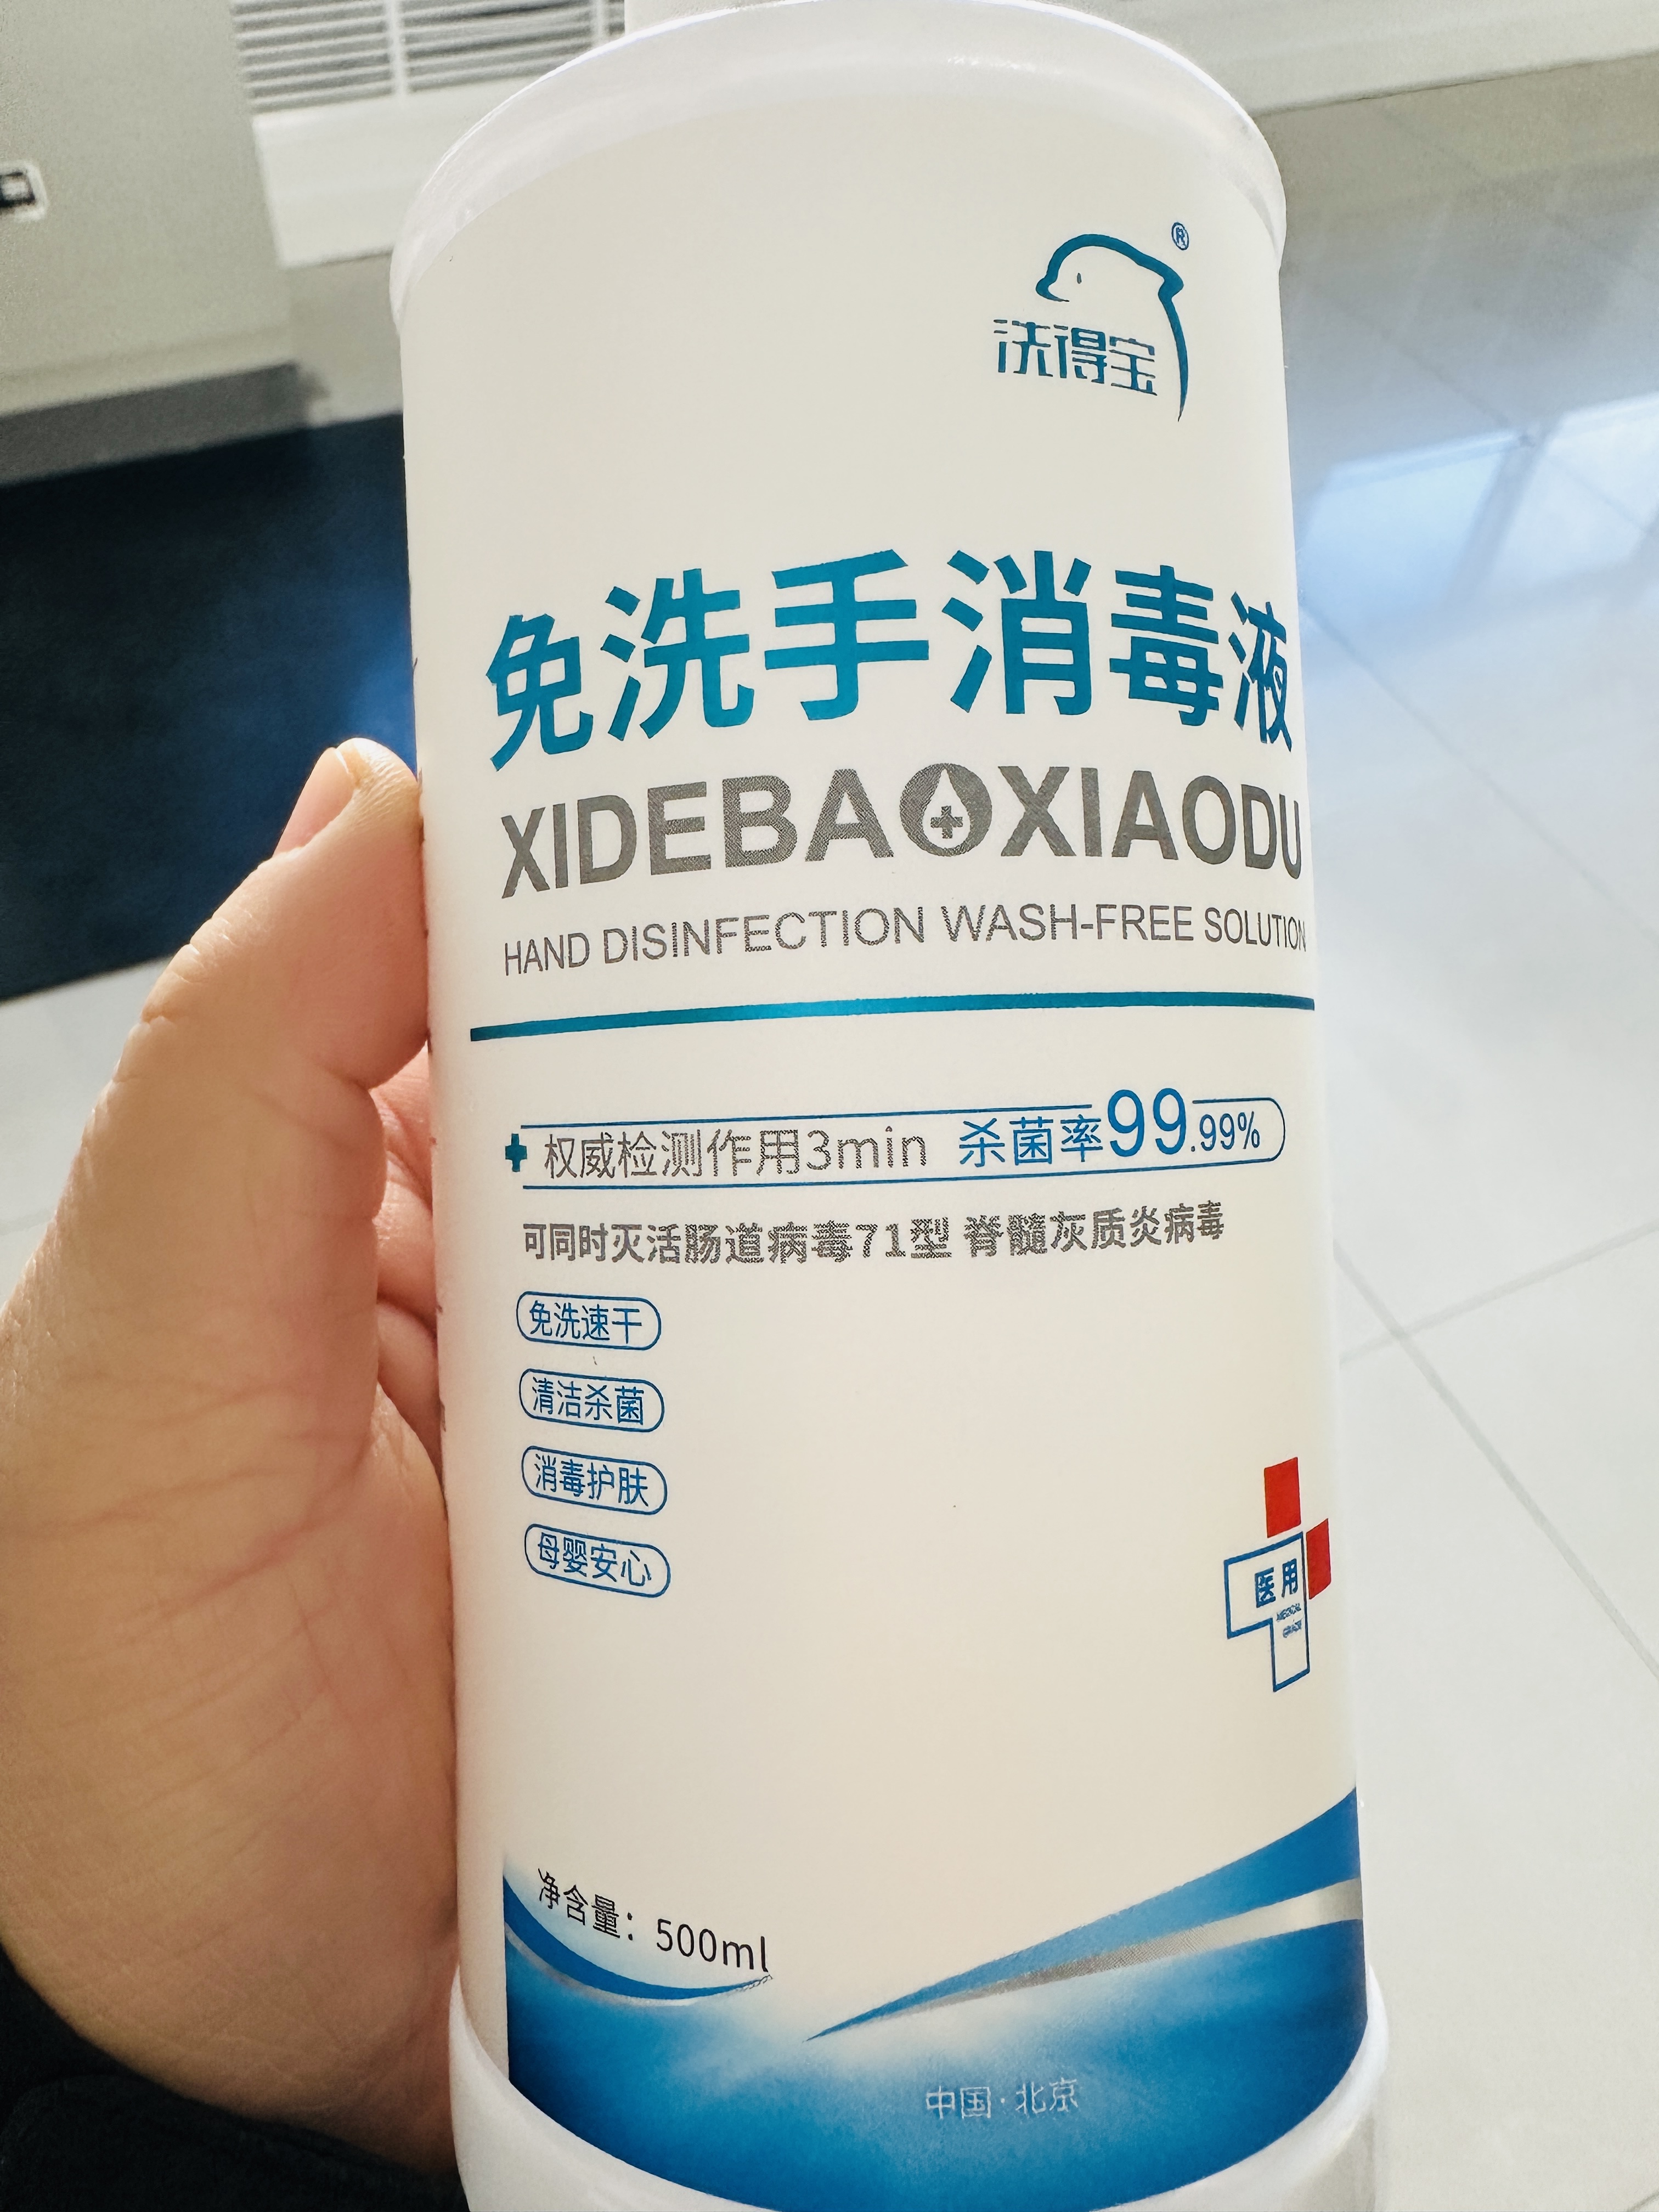 ®
洗得宝
免洗手消毒液
XIDEBAOXIAODU
HAND DISINFECTION WASH-FREE SOLUTION
权威检测作用3min 杀菌率99.99%
可同时灭活肠道病毒71型 脊髓灰质炎病毒
免洗速干
清洁杀菌
消毒护肤
母婴安心
医用
MEDICAL
GRADE
净含量：500ml
中国·北京